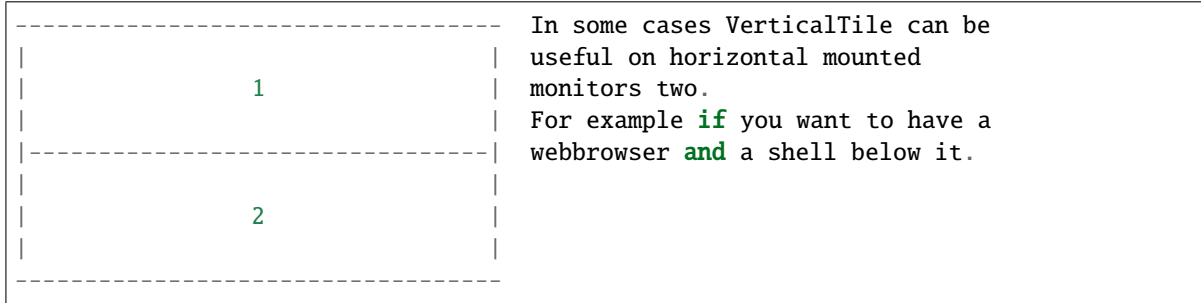 ----------------------------------- In some cases VerticalTile can be
|                                 | useful on horizontal mounted
|                1                | monitors two.
|                                 | For example if you want to have a
|---------------------------------| webbrowser and a shell below it.
|                                 |
|                2                |
|                                 |
-----------------------------------